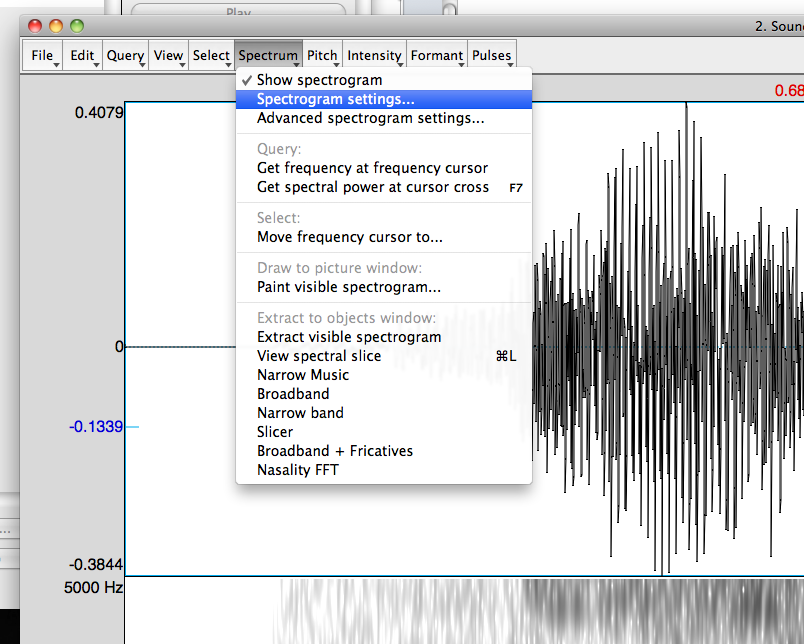 Play
2. Soun
File Edit Query View Select Spectrum Pitch Intensity Formant Pulses
0.68
✓ Show spectrogram
Spectrogram settings...
Advanced spectrogram settings...
Query:
Get frequency at frequency cursor
Get spectral power at cursor cross F7
Select:
Move frequency cursor to...
Draw to picture window:
Paint visible spectrogram...
Extract to objects window:
Extract visible spectrogram
View spectral slice ⌘L
Narrow Music
Broadband
Narrow band
Slicer
Broadband + Fricatives
Nasality FFT
0.4079
0
-0.1339
-0.3844
5000 Hz
...